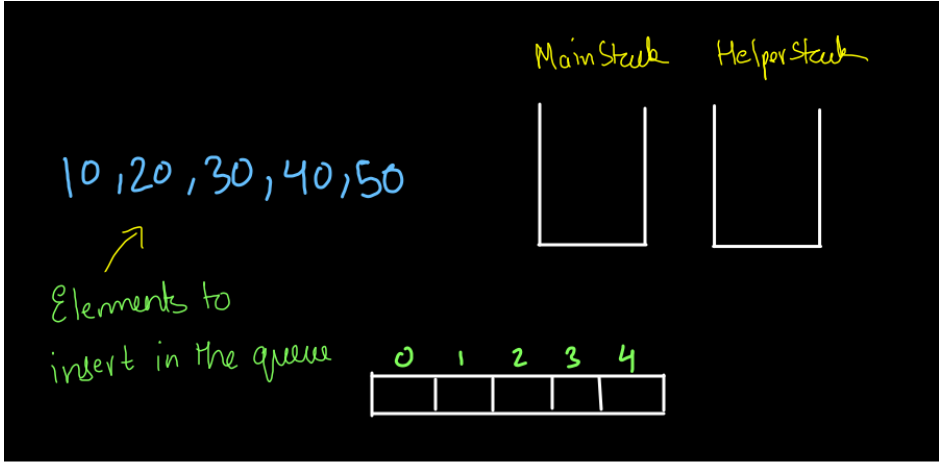 MainStack
HelperStack
10, 20, 30, 40, 50
Elements to
insert in the queue
0 1 2 3 4